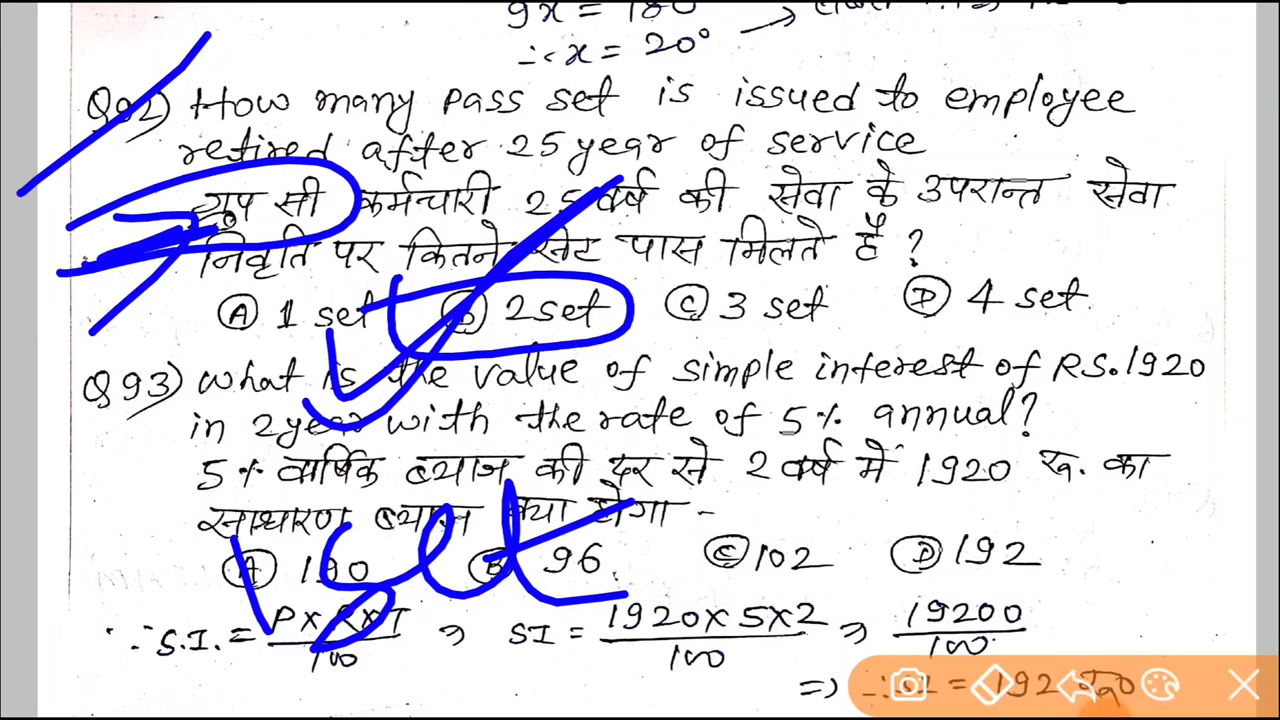 9x = 180
∴ x = 20°
Q92) How many pass set is issued to employee
retired after 25 year of service
ग्रुप सी कर्मचारी 25 वर्ष की सेवा के उपरान्त सेवा
निवृति पर कितने सेट पास मिलते है ?
Ⓐ 1 set Ⓑ 2 set Ⓒ 3 set Ⓓ 4 set
Q93) What is the value of simple interest of RS. 1920
in 2 year with the rate of 5% annual?
5% वार्षिक ब्याज की दर से 2 वर्ष में 1920 रू. का
साधारण ब्याज क्या होगा -
Ⓐ 190 Ⓑ 96 Ⓒ 102 Ⓓ 192
1 set
∵ S.I. = P×R×T/100 ⇒ SI = 1920×5×2/100 ⇒ 19200/100
⇒ ∴ SI = 192 रू0